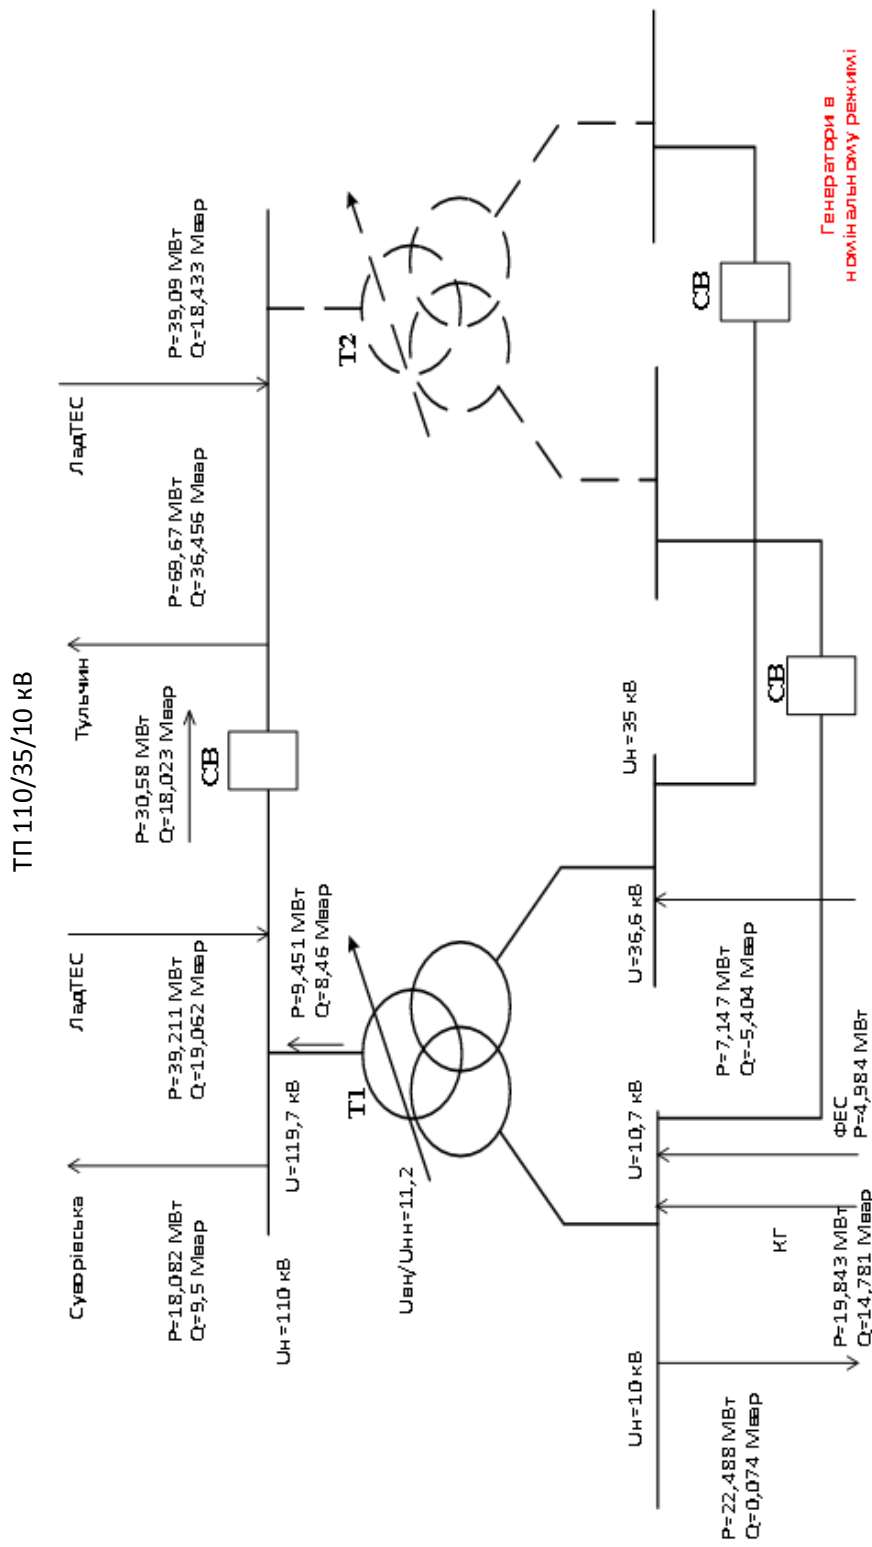 ТП 110/35/10 кВ
Суворівська
P=18,082 МВт
Q=9,5 Мвар
ЛадТЕС
P=39,211 МВт
Q=19,062 Мвар
P=30,58 МВт
Q=18,023 Мвар
СВ
Тульчин
P=69,67 МВт
Q=36,456 Мвар
ЛадТЕС
P=39,09 МВт
Q=18,433 Мвар
Uн=110 кВ
U=119,7 кВ
P=9,451 МВт
Q=8,46 Мвар
Uвн/Uнн=11,2
Т1
Т2
Uн=10 кВ
U=10,7 кВ
U=36,6 кВ
Uн=35 кВ
СВ
СВ
P=22,488 МВт
Q=0,074 Мвар
КГ
P=19,843 МВт
Q=14,781 Мвар
ФЕС
P=4,984 МВт
P=7,147 МВт
Q=-5,404 Мвар
Генератори в
номінальному режимі